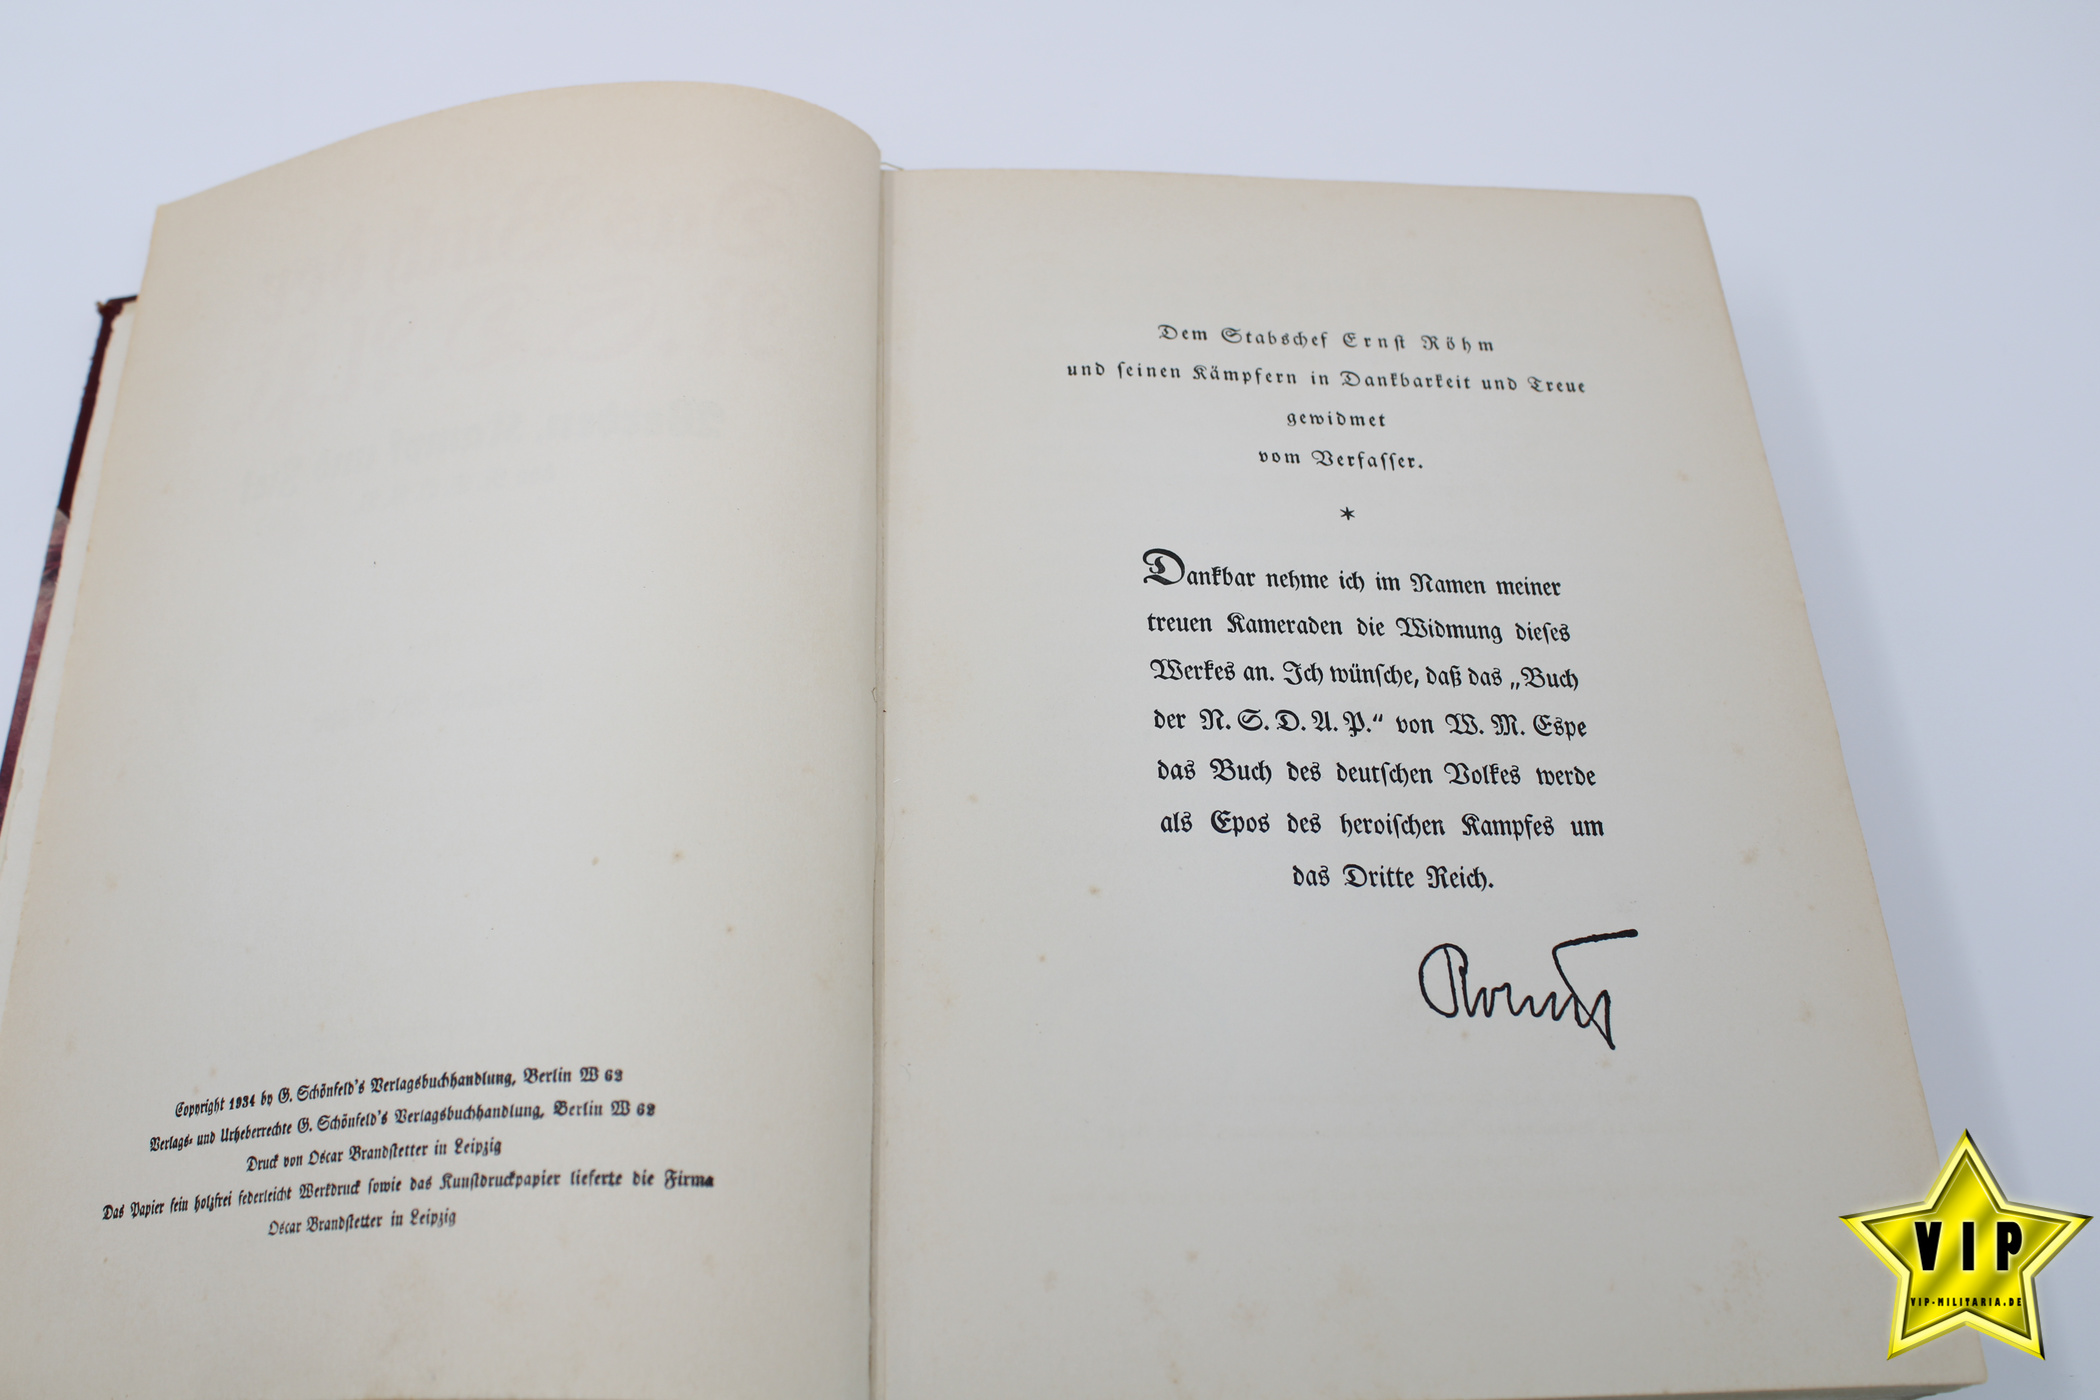 Copyright 1934 by G. Schönfeld's Verlagsbuchhandlung, Berlin W 62
Verlags- und Urheberrechte G. Schönfeld's Verlagsbuchhandlung, Berlin W 62
Druck von Oscar Brandstetter in Leipzig
Das Papier fein holzfrei federleicht Werkdruck sowie das Kunstdruckpapier lieferte die Firma
Oscar Brandstetter in Leipzig
Dem Stabschef Ernst Röhm
und seinen Kämpfern in Dankbarkeit und Treue
gewidmet
vom Verfasser.
*
Dankbar nehme ich im Namen meiner
treuen Kameraden die Widmung dieses
Werkes an. Ich wünsche, daß das „Buch
der N. S. D. A. P.“ von W. M. Espe
das Buch des deutschen Volkes werde
als Epos des heroischen Kampfes um
das Dritte Reich.
VIP
VIP-MILITARIA.DE